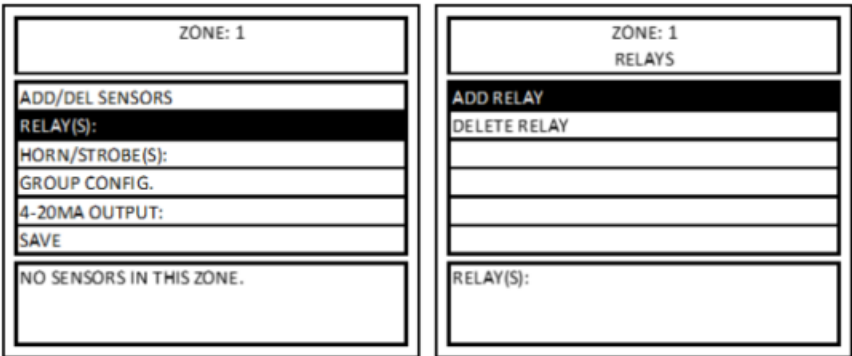 ZONE: 1
ADD/DEL SENSORS
RELAY(S):
HORN/STROBE(S):
GROUP CONFIG.
4-20MA OUTPUT:
SAVE
NO SENSORS IN THIS ZONE.
ZONE: 1
RELAYS
ADD RELAY
DELETE RELAY
RELAY(S):